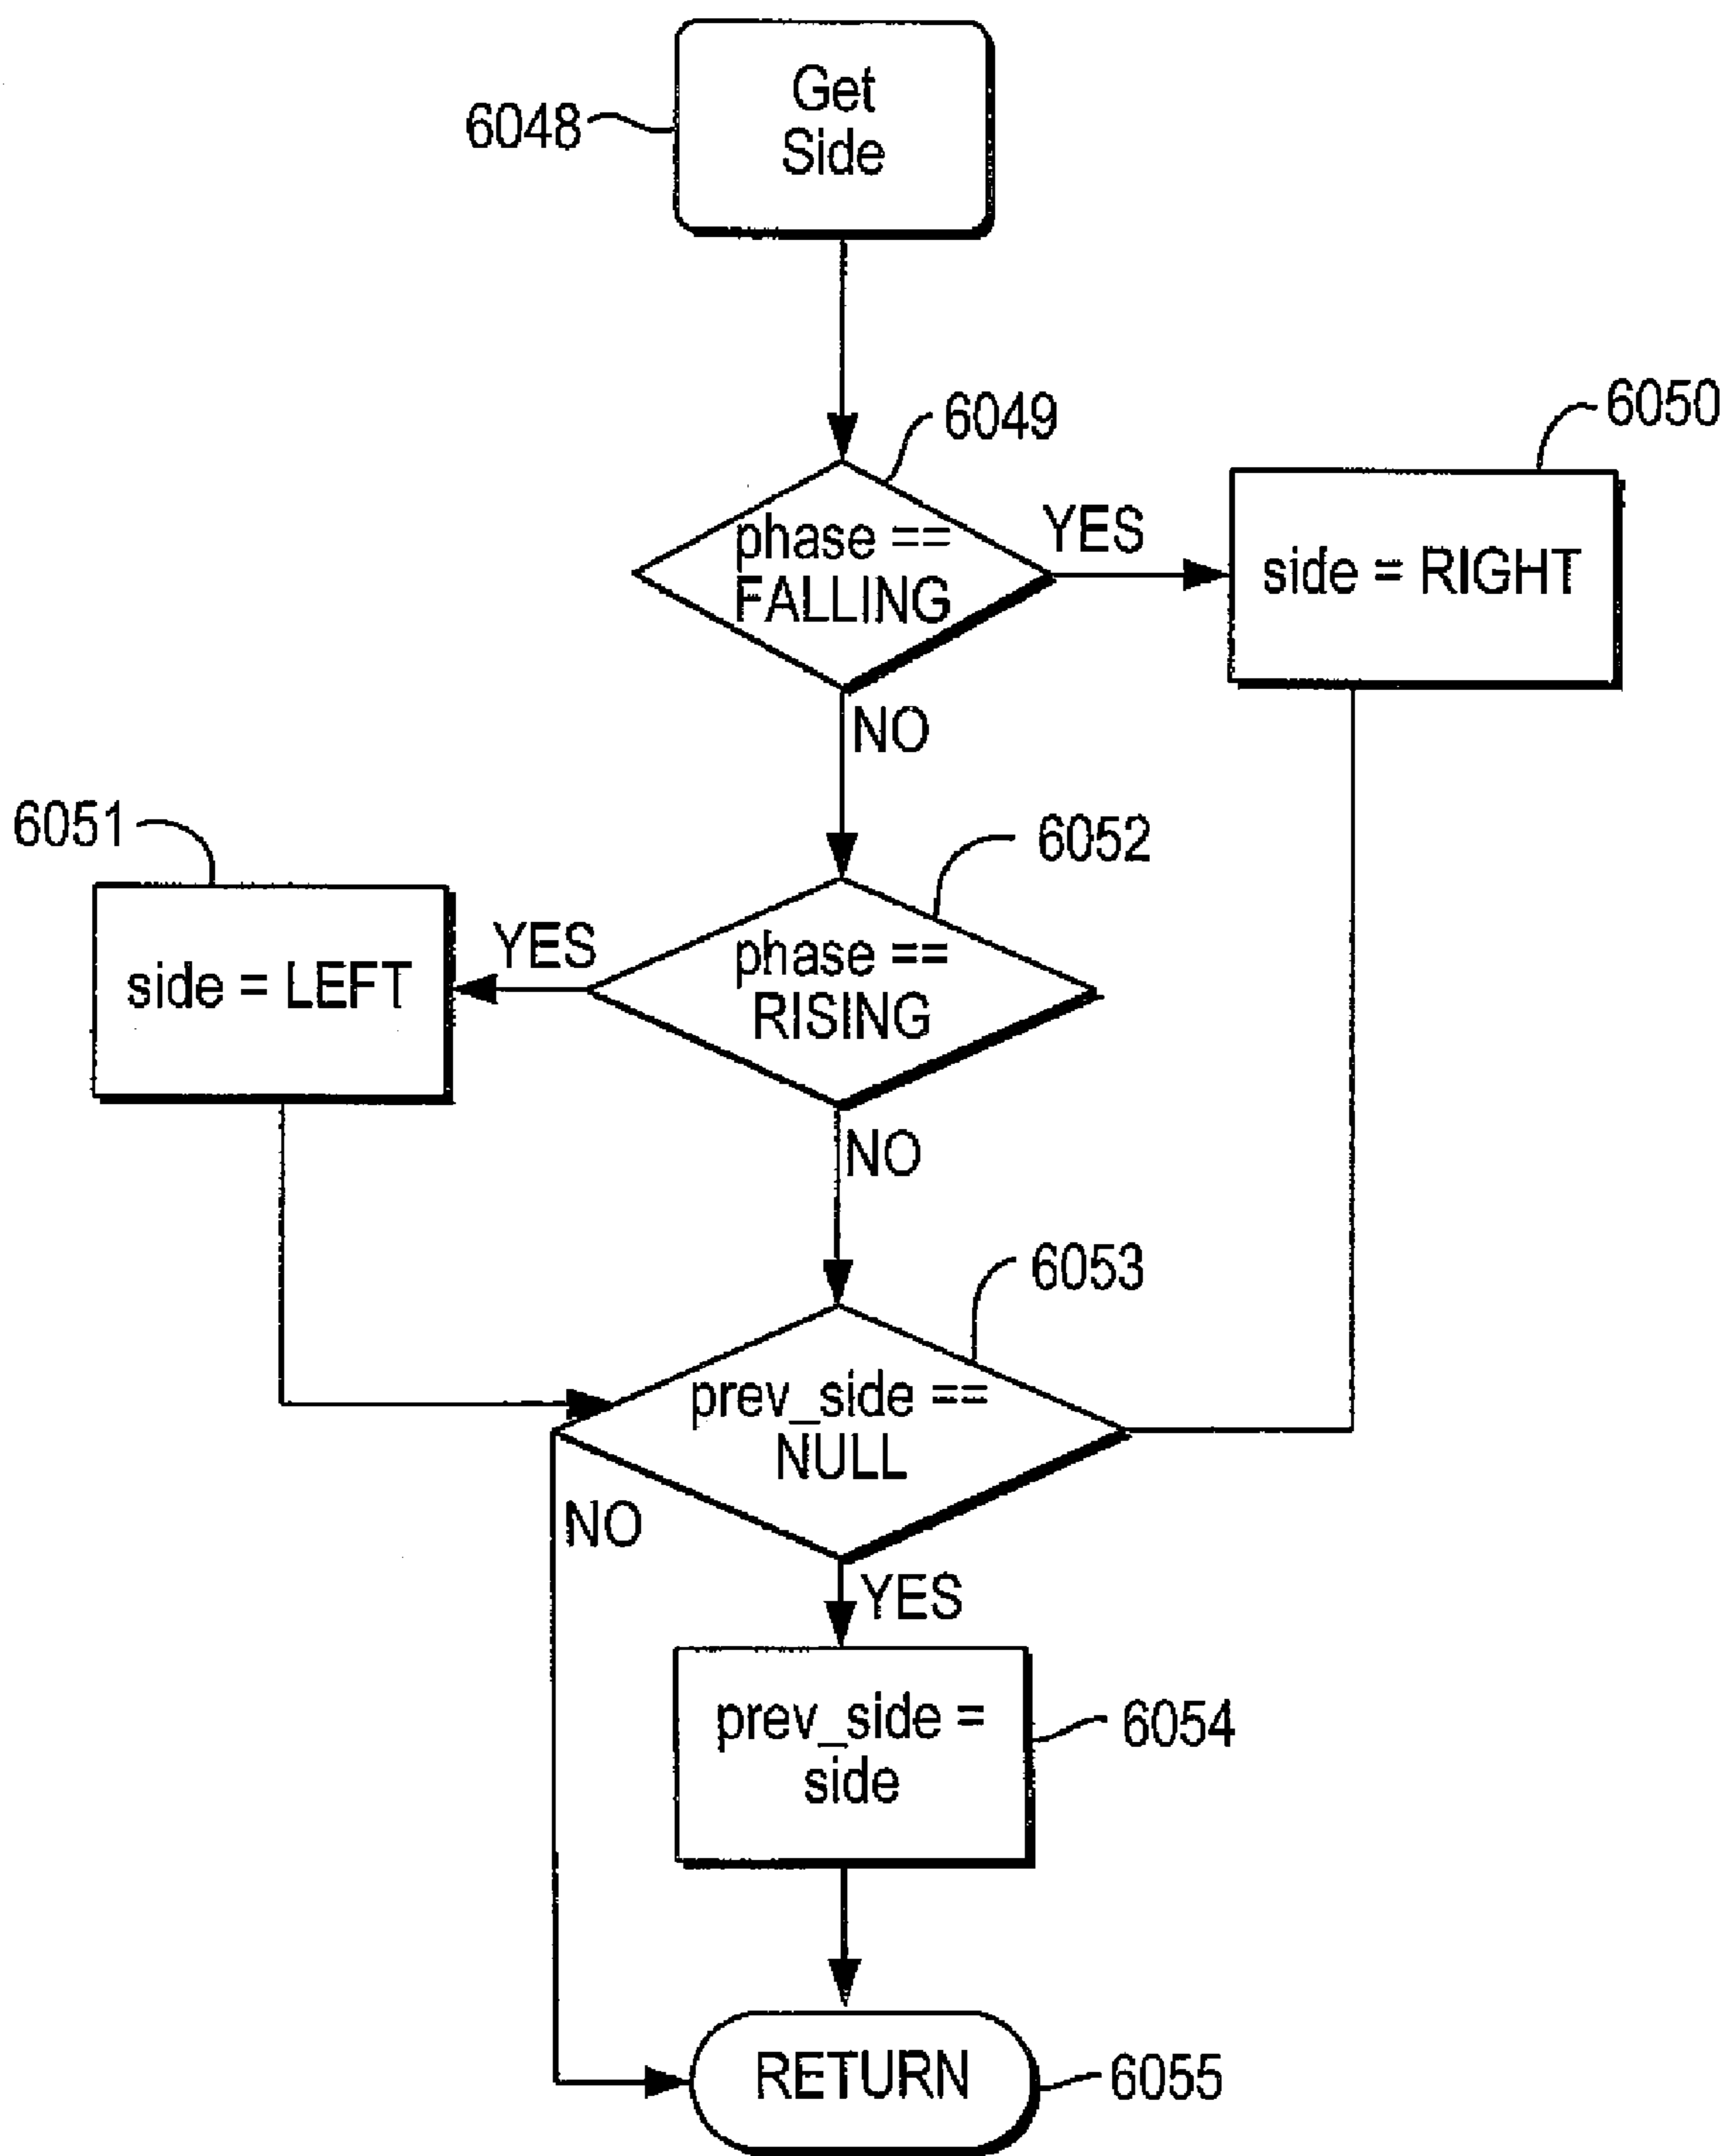 Get
Side
6048
6049
phase ==
FALLING
YES
NO
6050
side = RIGHT
6051
side = LEFT
6052
phase ==
RISING
YES
NO
6053
prev_side ==
NULL
NO
YES
prev_side =
side
6054
RETURN
6055